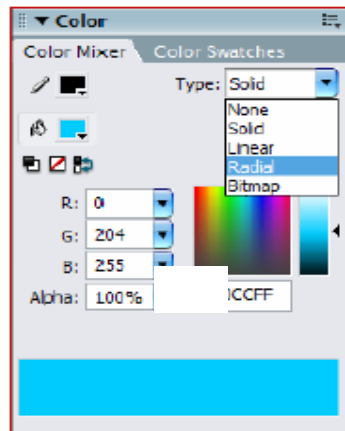 Color
Color Mixer Color Swatches
Type: Solid
None
Solid
Linear
Radial
Bitmap
R: 0
G: 204
B: 255
Alpha: 100%
CCFF